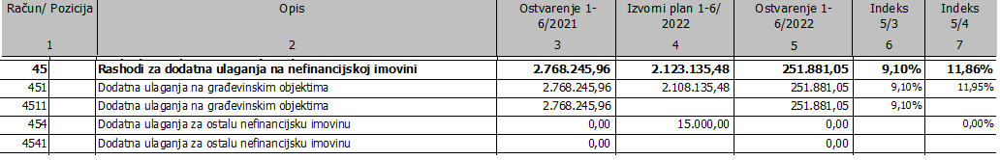 Račun/ Pozicija Opis Ostvarenje 1-6/2021 Izvorni plan 1-6/2022 Ostvarenje 1-6/2022 Indeks 5/3 Indeks 5/4
1 2 3 4 5 6 7
45 Rashodi za dodatna ulaganja na nefinancijskoj imovini 2.768.245,96 2.123.135,48 251.881,05 9,10% 11,86%
451 Dodatna ulaganja na građevinskim objektima 2.768.245,96 2.108.135,48 251.881,05 9,10% 11,95%
4511 Dodatna ulaganja na građevinskim objektima 2.768.245,96 251.881,05 9,10%
454 Dodatna ulaganja za ostalu nefinancijsku imovinu 0,00 15.000,00 0,00 0,00%
4541 Dodatna ulaganja za ostalu nefinancijsku imovinu 0,00 0,00